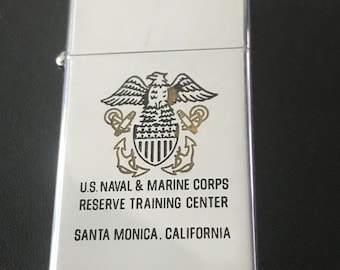 U.S. NAVAL & MARINE CORPS
RESERVE TRAINING CENTER
SANTA MONICA, CALIFORNIA